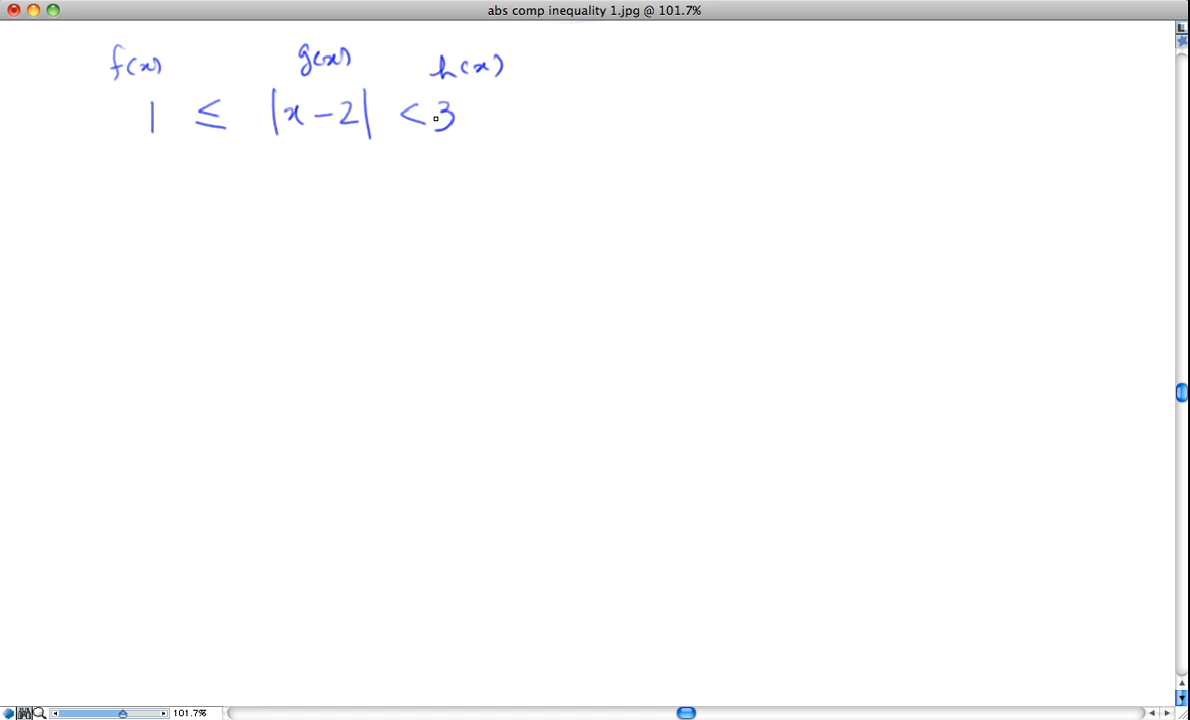 abs comp inequality 1.jpg @ 101.7%
f(x) g(x) h(x)
1 ≤ |x-2| < 3
101.7%